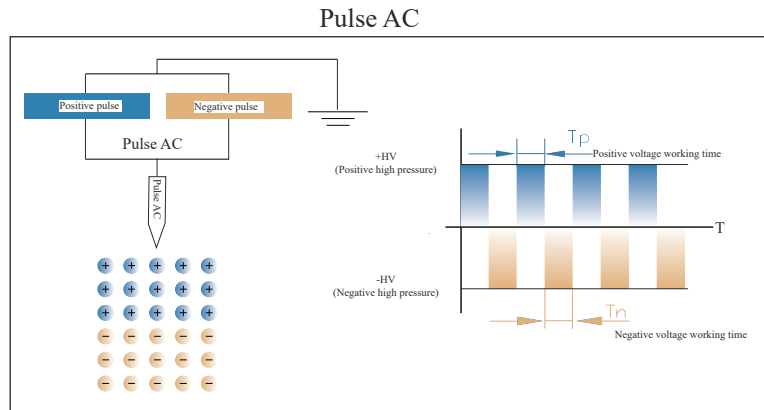 Pulse AC
Positive pulse
Negative pulse
Pulse AC
Pulse AC
+ + + + +
+ + + + +
+ + + + +
− − − − −
− − − − −
− − − − −
Tp
+HV
(Positive high pressure)
Positive voltage working time
T
-HV
(Negative high pressure)
Tn
Negative voltage working time